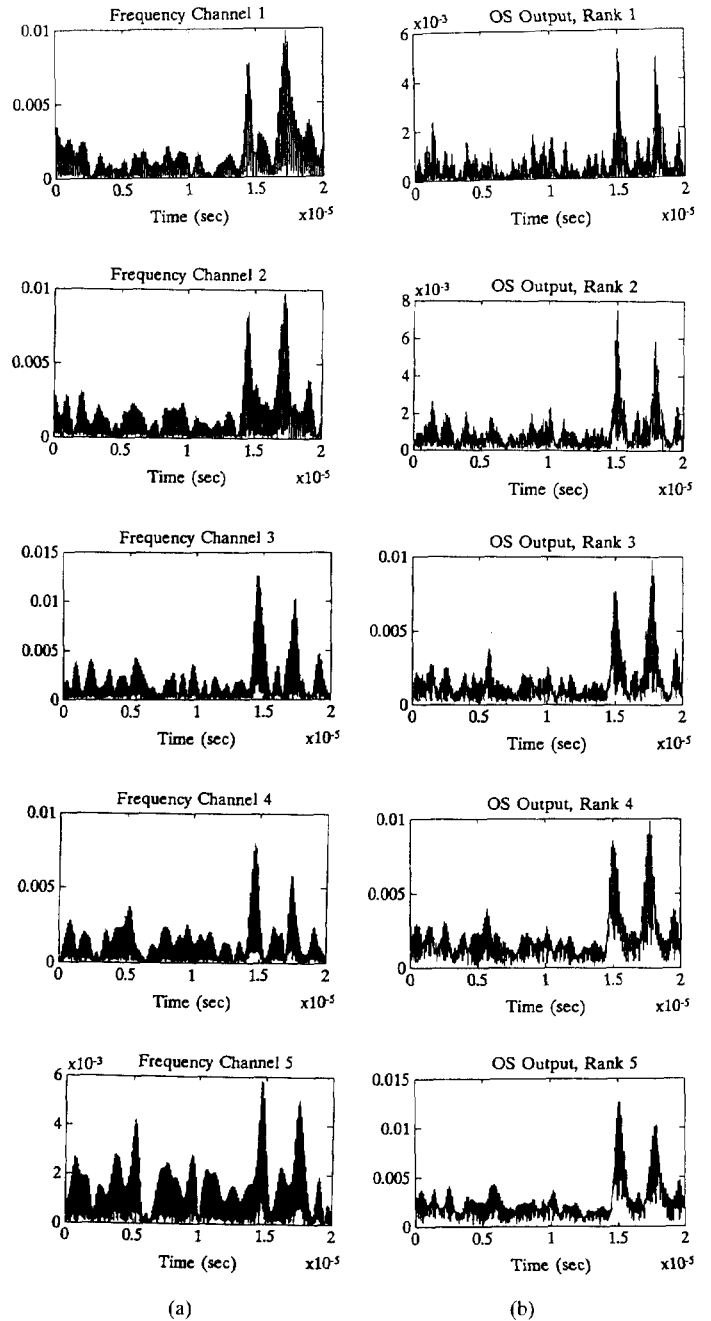 Frequency Channel 1
0.01
0.005
0
0 0.5 1 1.5 2
Time (sec) x10-5
OS Output, Rank 1
x10-3
6
4
2
0
0 0.5 1 1.5 2
Time (sec) x10-5
Frequency Channel 2
0.01
0.005
0
0 0.5 1 1.5 2
Time (sec) x10-5
OS Output, Rank 2
x10-3
8
6
4
2
0
0 0.5 1 1.5 2
Time (sec) x10-5
Frequency Channel 3
0.015
0.01
0.005
0
0 0.5 1 1.5 2
Time (sec) x10-5
OS Output, Rank 3
0.01
0.005
0
0 0.5 1 1.5 2
Time (sec) x10-5
Frequency Channel 4
0.01
0.005
0
0 0.5 1 1.5 2
Time (sec) x10-5
OS Output, Rank 4
0.01
0.005
0
0 0.5 1 1.5 2
Time (sec) x10-5
Frequency Channel 5
x10-3
6
4
2
0
0 0.5 1 1.5 2
Time (sec) x10-5
OS Output, Rank 5
0.015
0.01
0.005
0
0 0.5 1 1.5 2
Time (sec) x10-5
(a)
(b)